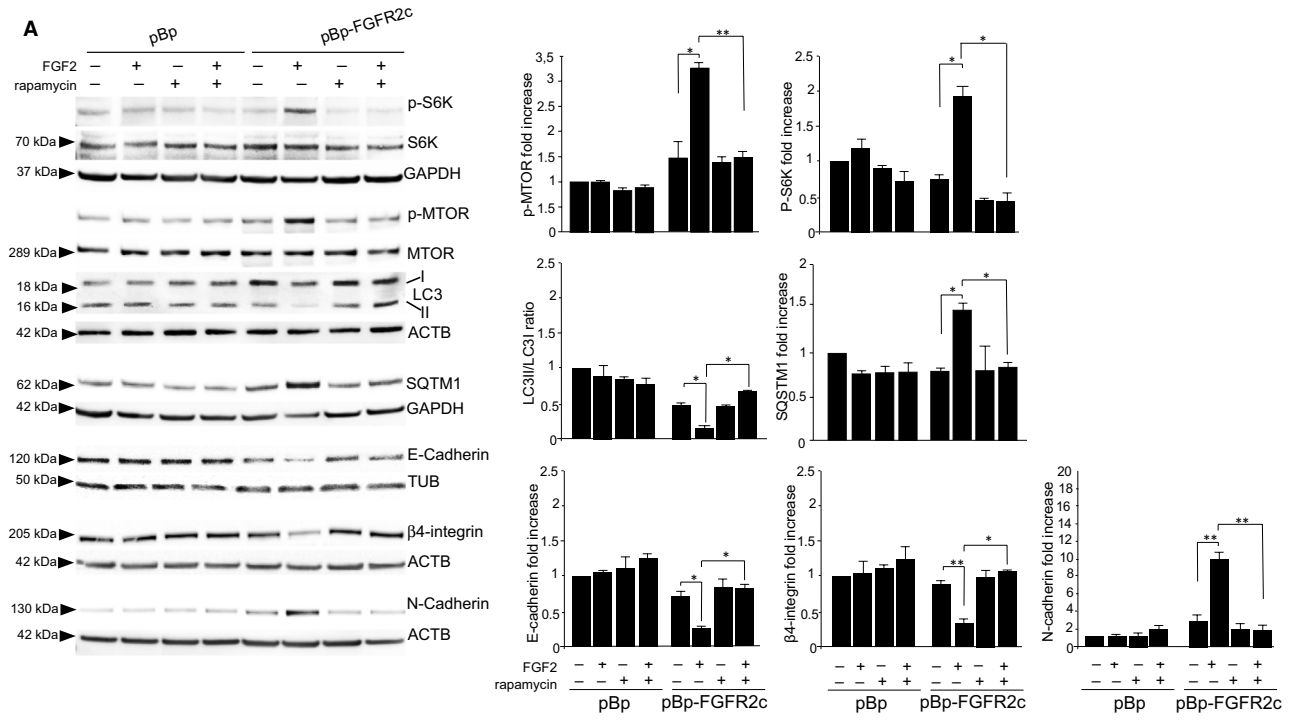 A
pBp
pBp-FGFR2c
FGF2 – + – + – + – +
rapamycin – – + + – – + +
p-S6K
70 kDa S6K
37 kDa GAPDH
p-MTOR
289 kDa MTOR
18 kDa I
LC3
16 kDa II
42 kDa ACTB
62 kDa SQTM1
42 kDa GAPDH
120 kDa E-Cadherin
50 kDa TUB
205 kDa β4-integrin
42 kDa ACTB
130 kDa N-Cadherin
42 kDa ACTB
p-MTOR fold increase
3,5
3
2.5
2
1.5
1
1.5
0
* **
P-S6K fold increase
2.5
2
1.5
1
0.5
0
* *
LC3II/LC3I ratio
2.5
2
1.5
1
0.5
0
* *
SQSTM1 fold increase
2
1.5
1
0.5
0
* *
E-cadherin fold increase
2.5
2
1.5
1
0.5
0
* *
FGF2 – + – + – + – +
rapamycin – – + + – – + +
pBp pBp-FGFR2c
β4-integrin fold increase
2.5
2
1.5
1
0.5
0
** *
– + – + – + – +
– – + + – – + +
pBp pBp-FGFR2c
N-cadherin fold increase
20
18
16
14
12
10
8
6
4
2
0
** **
– + – + – + – +
– – + + – – + +
pBp pBp-FGFR2c